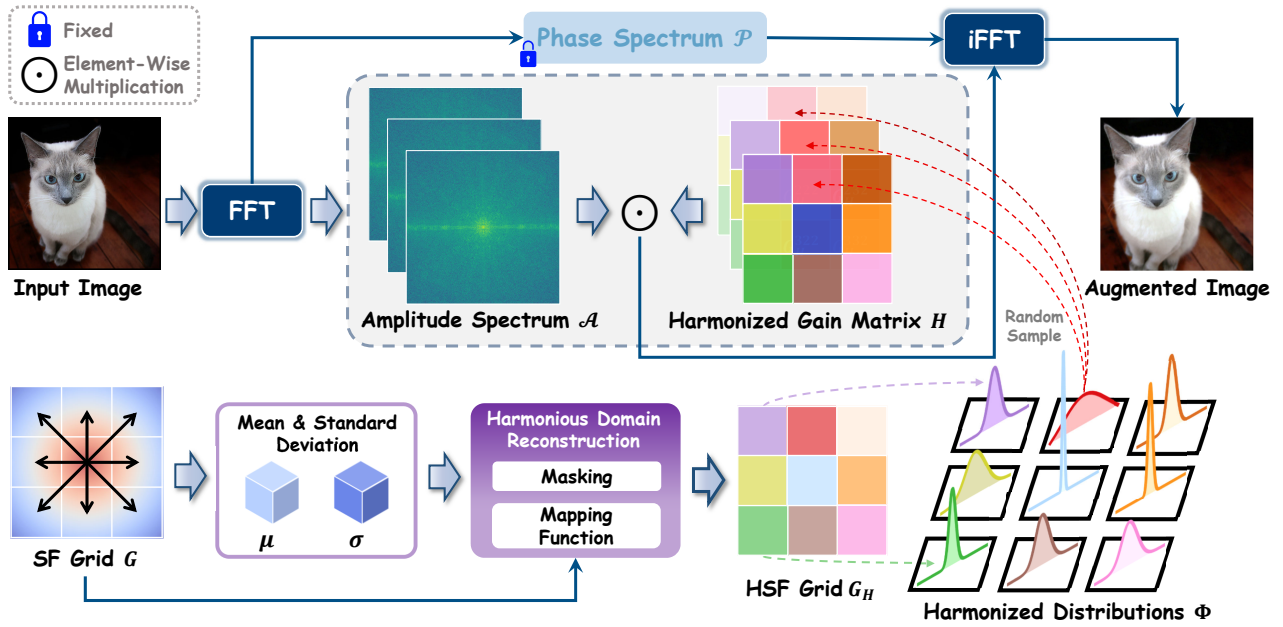 Fixed
Element-Wise
Multiplication
Phase Spectrum 𝒫
iFFT
FFT
Input Image
Amplitude Spectrum 𝒜
Harmonized Gain Matrix H
Augmented Image
Random
Sample
Mean & Standard
Deviation
μ
σ
Harmonious Domain
Reconstruction
Masking
Mapping
Function
SF Grid G
HSF Grid G_H
Harmonized Distributions Φ